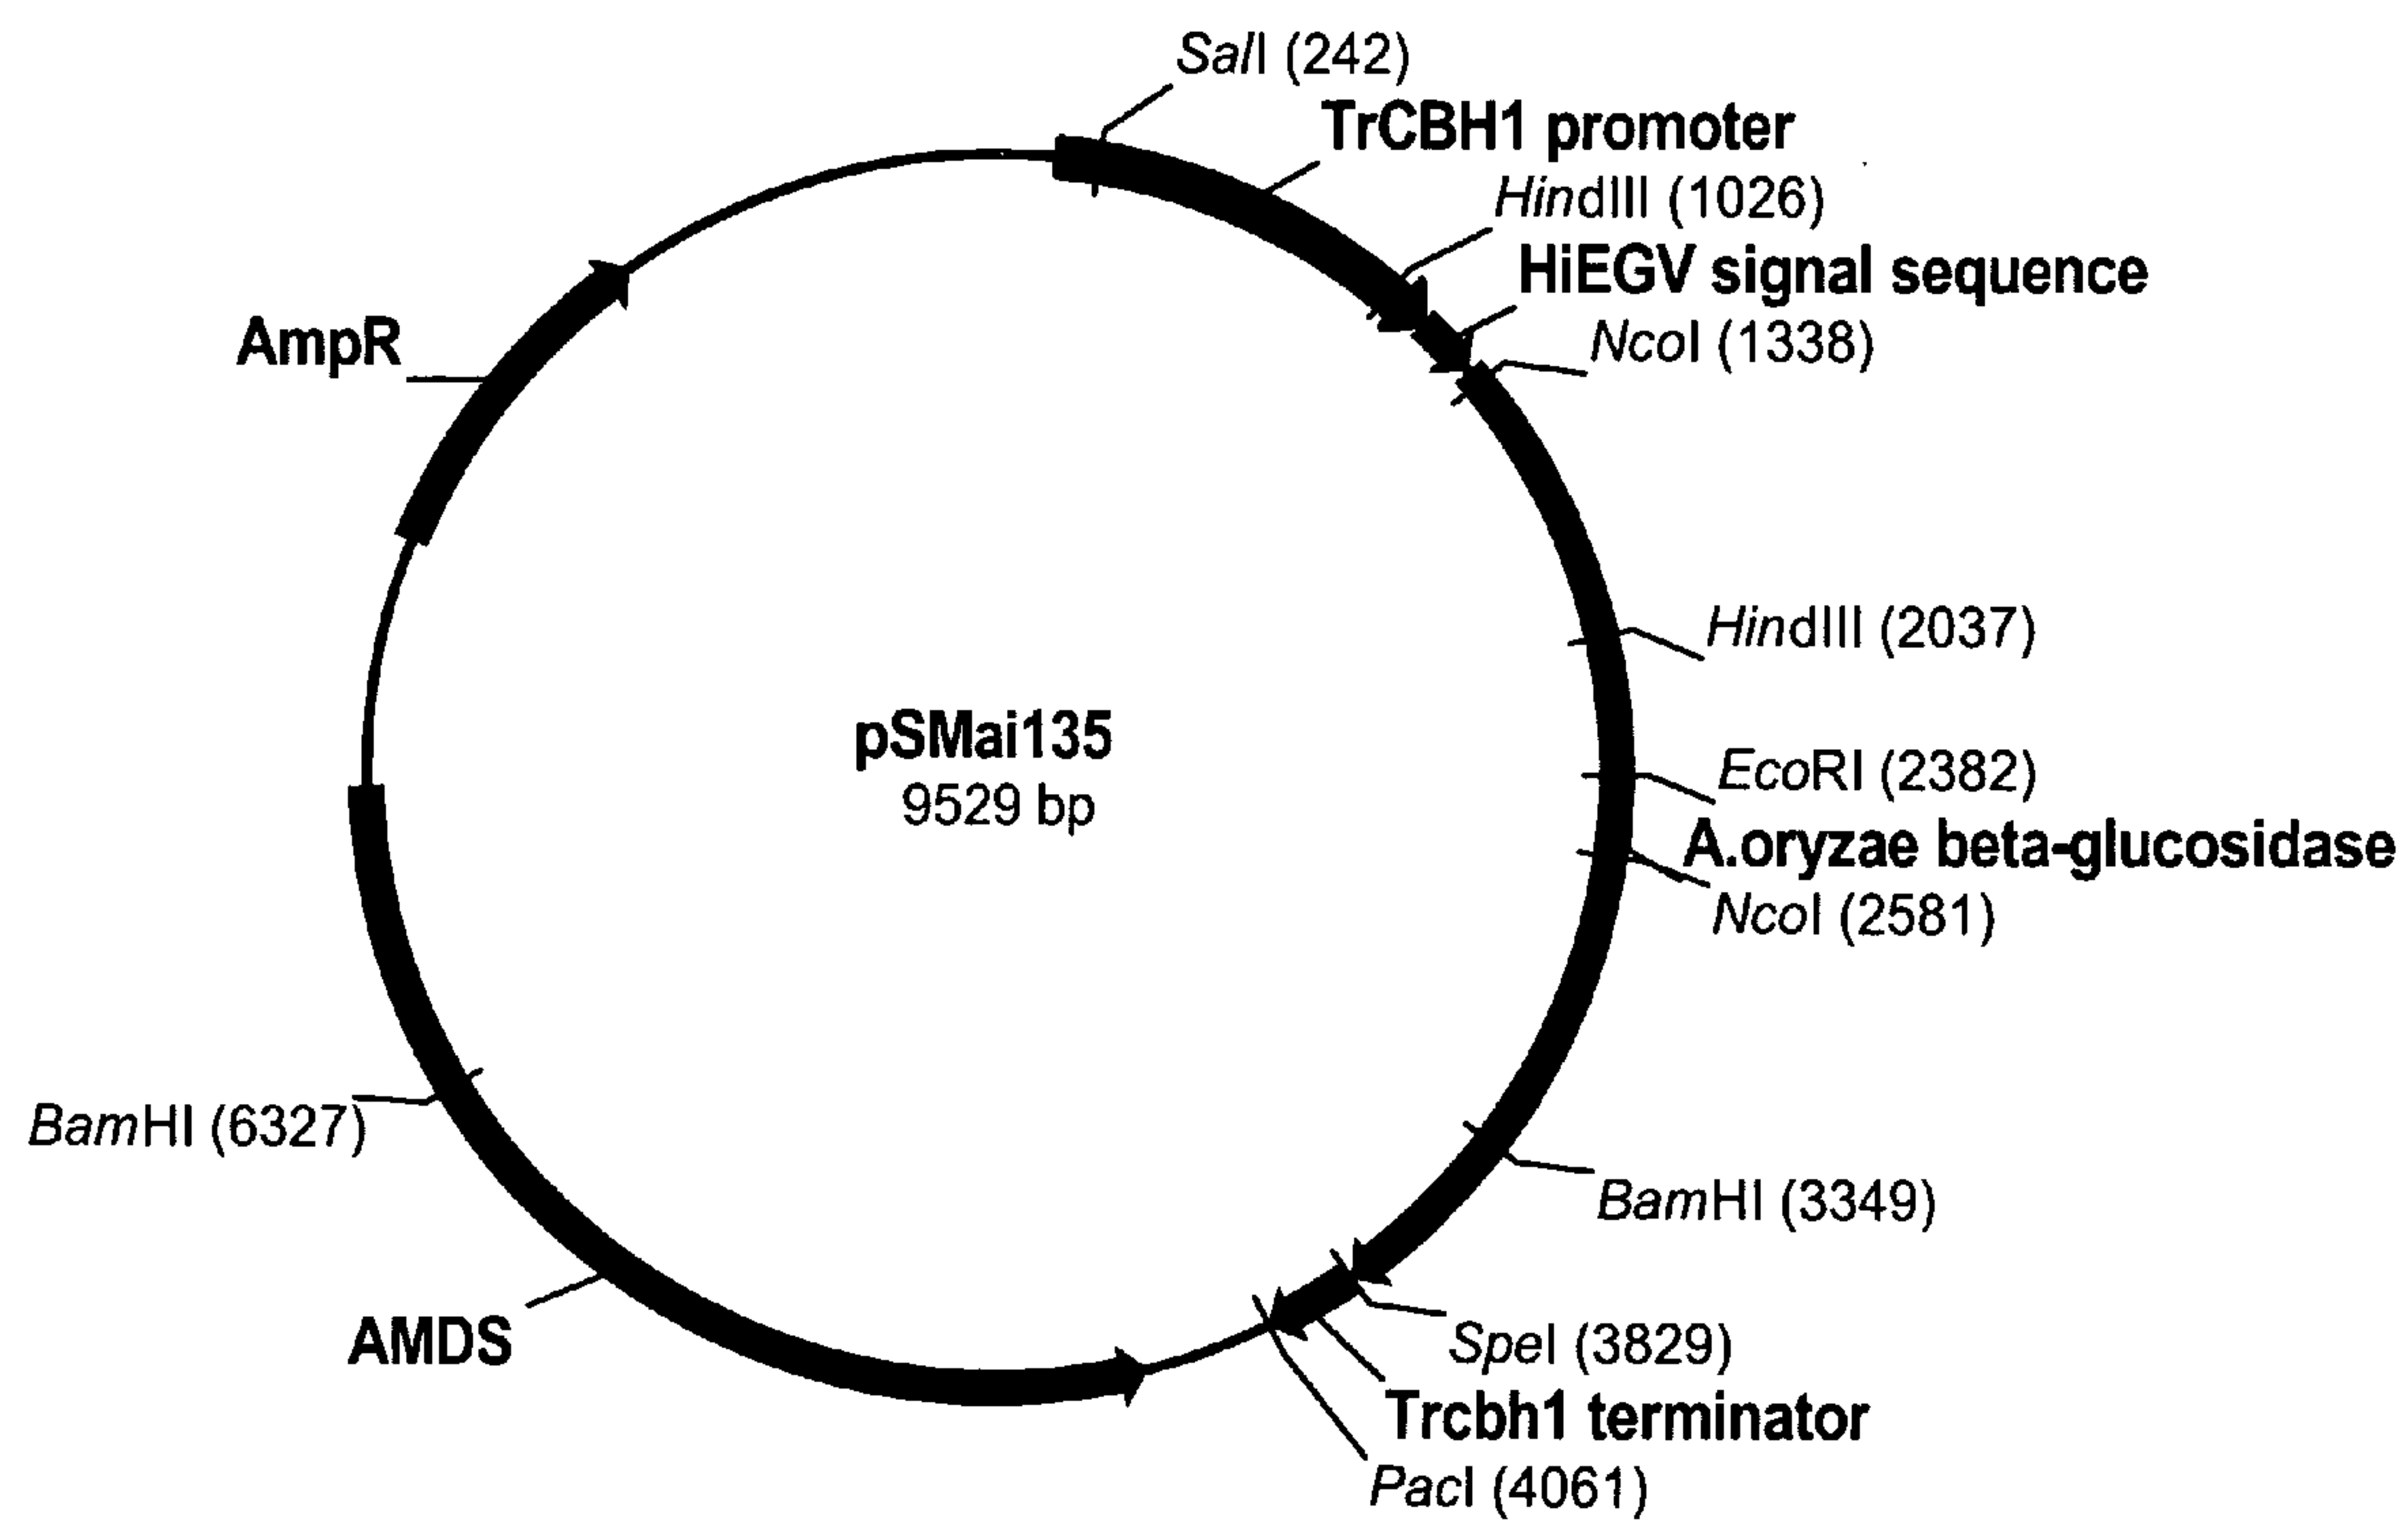 SalI (242)
TrCBH1 promoter
HindIII (1026)
HiEGV signal sequence
NcoI (1338)
AmpR
HindIII (2037)
pSMai135
9529 bp
EcoRI (2382)
A.oryzae beta-glucosidase
NcoI (2581)
BamHI (6327)
BamHI (3349)
AMDS
SpeI (3829)
Trcbh1 terminator
PacI (4061)